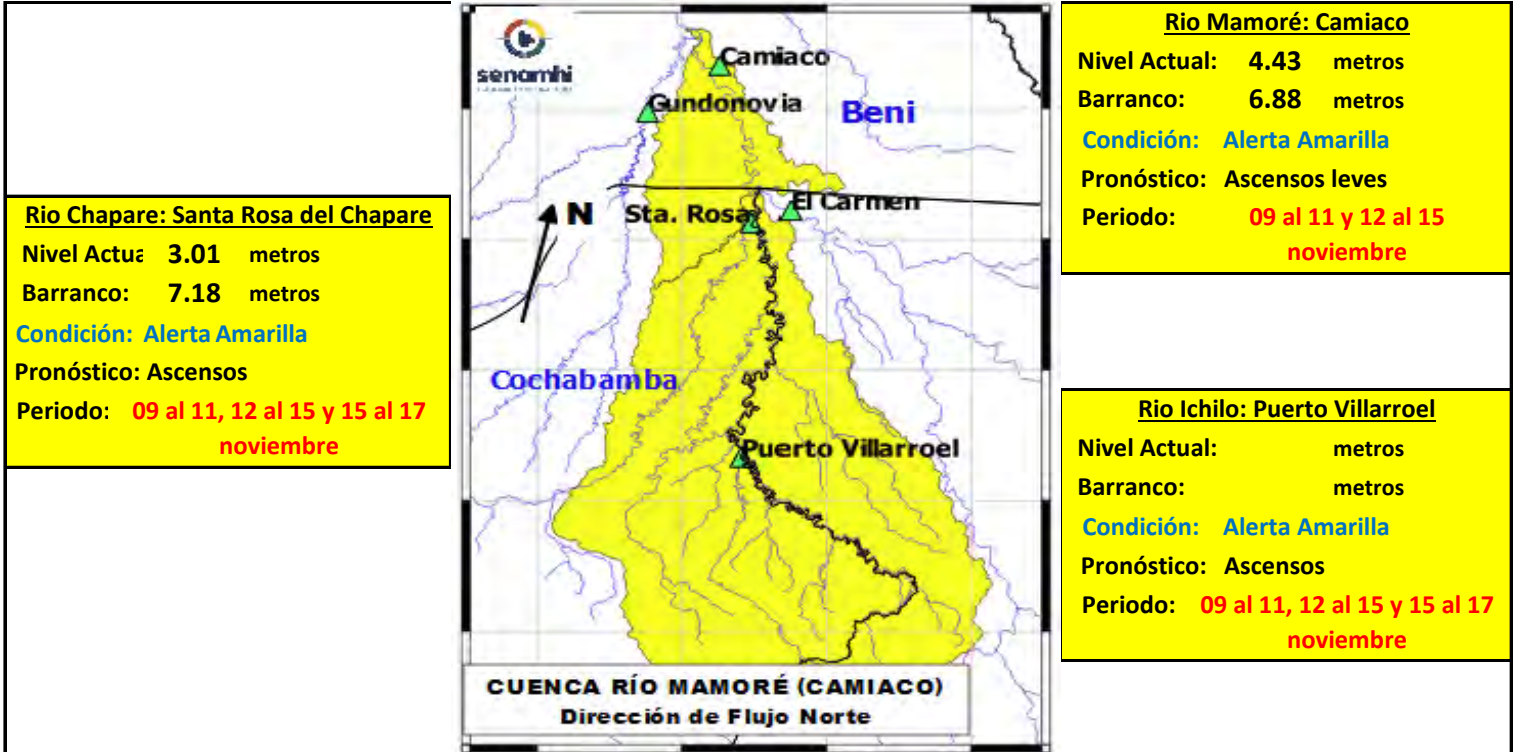 Rio Chapare: Santa Rosa del Chapare
Nivel Actua 3.01 metros
Barranco: 7.18 metros
Condición: Alerta Amarilla
Pronóstico: Ascensos
Periodo: 09 al 11, 12 al 15 y 15 al 17
noviembre
senamhi
Camiaco
Gundonovia
Beni
N
Sta. Rosa
El Carmen
Cochabamba
Puerto Villarroel
CUENCA RÍO MAMORÉ (CAMIACO)
Dirección de Flujo Norte
Rio Mamoré: Camiaco
Nivel Actual: 4.43 metros
Barranco: 6.88 metros
Condición: Alerta Amarilla
Pronóstico: Ascensos leves
Periodo: 09 al 11 y 12 al 15
noviembre
Rio Ichilo: Puerto Villarroel
Nivel Actual: metros
Barranco: metros
Condición: Alerta Amarilla
Pronóstico: Ascensos
Periodo: 09 al 11, 12 al 15 y 15 al 17
noviembre